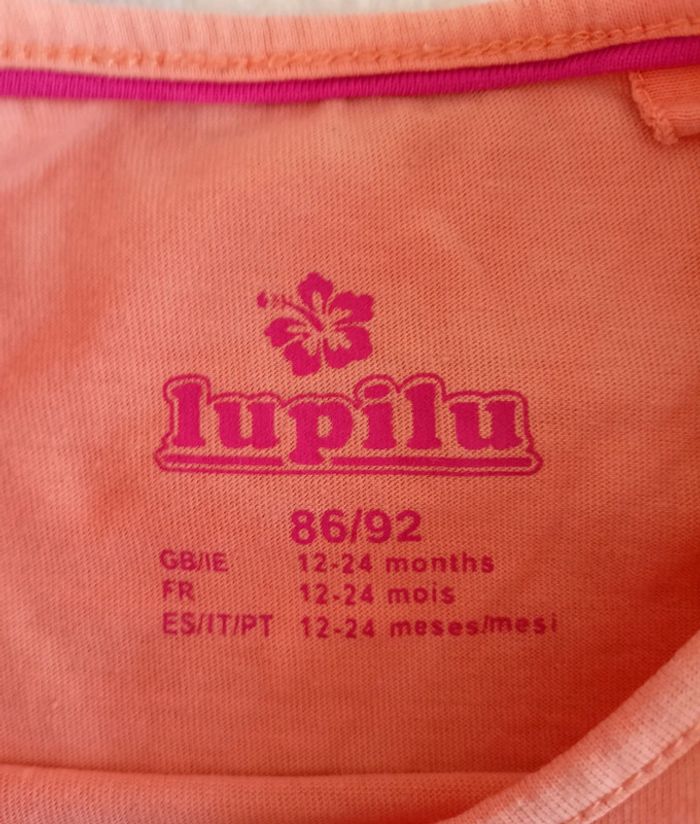 lupilu
86/92
GB/IE 12-24 months
FR 12-24 mois
ES/IT/PT 12-24 meses/mesi